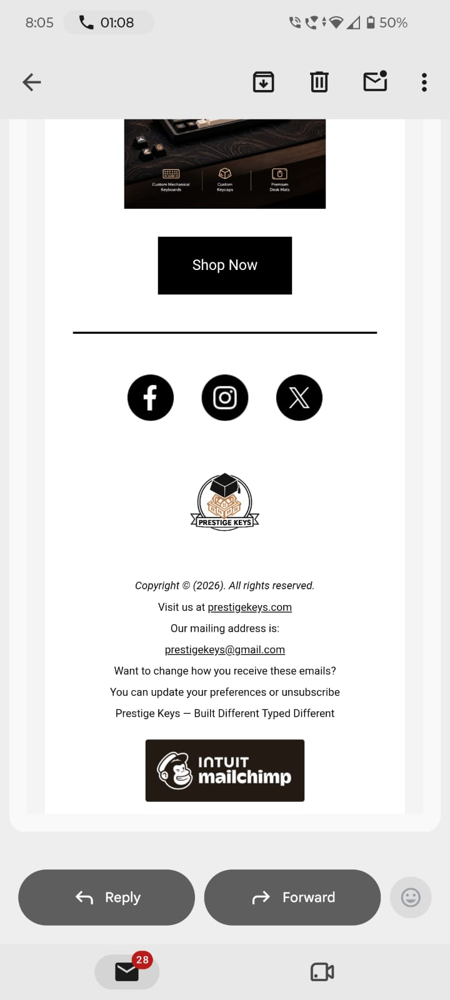 8:05
01:08
50%
Custom Mechanical
Keyboards
Custom
Keycaps
Premium
Desk Mats
Shop Now
PRESTIGE KEYS
Copyright © (2026). All rights reserved.
Visit us at prestigekeys.com
Our mailing address is:
prestigekeys@gmail.com
Want to change how you receive these emails?
You can update your preferences or unsubscribe
Prestige Keys — Built Different Typed Different
INTUIT
mailchimp
Reply
Forward
28